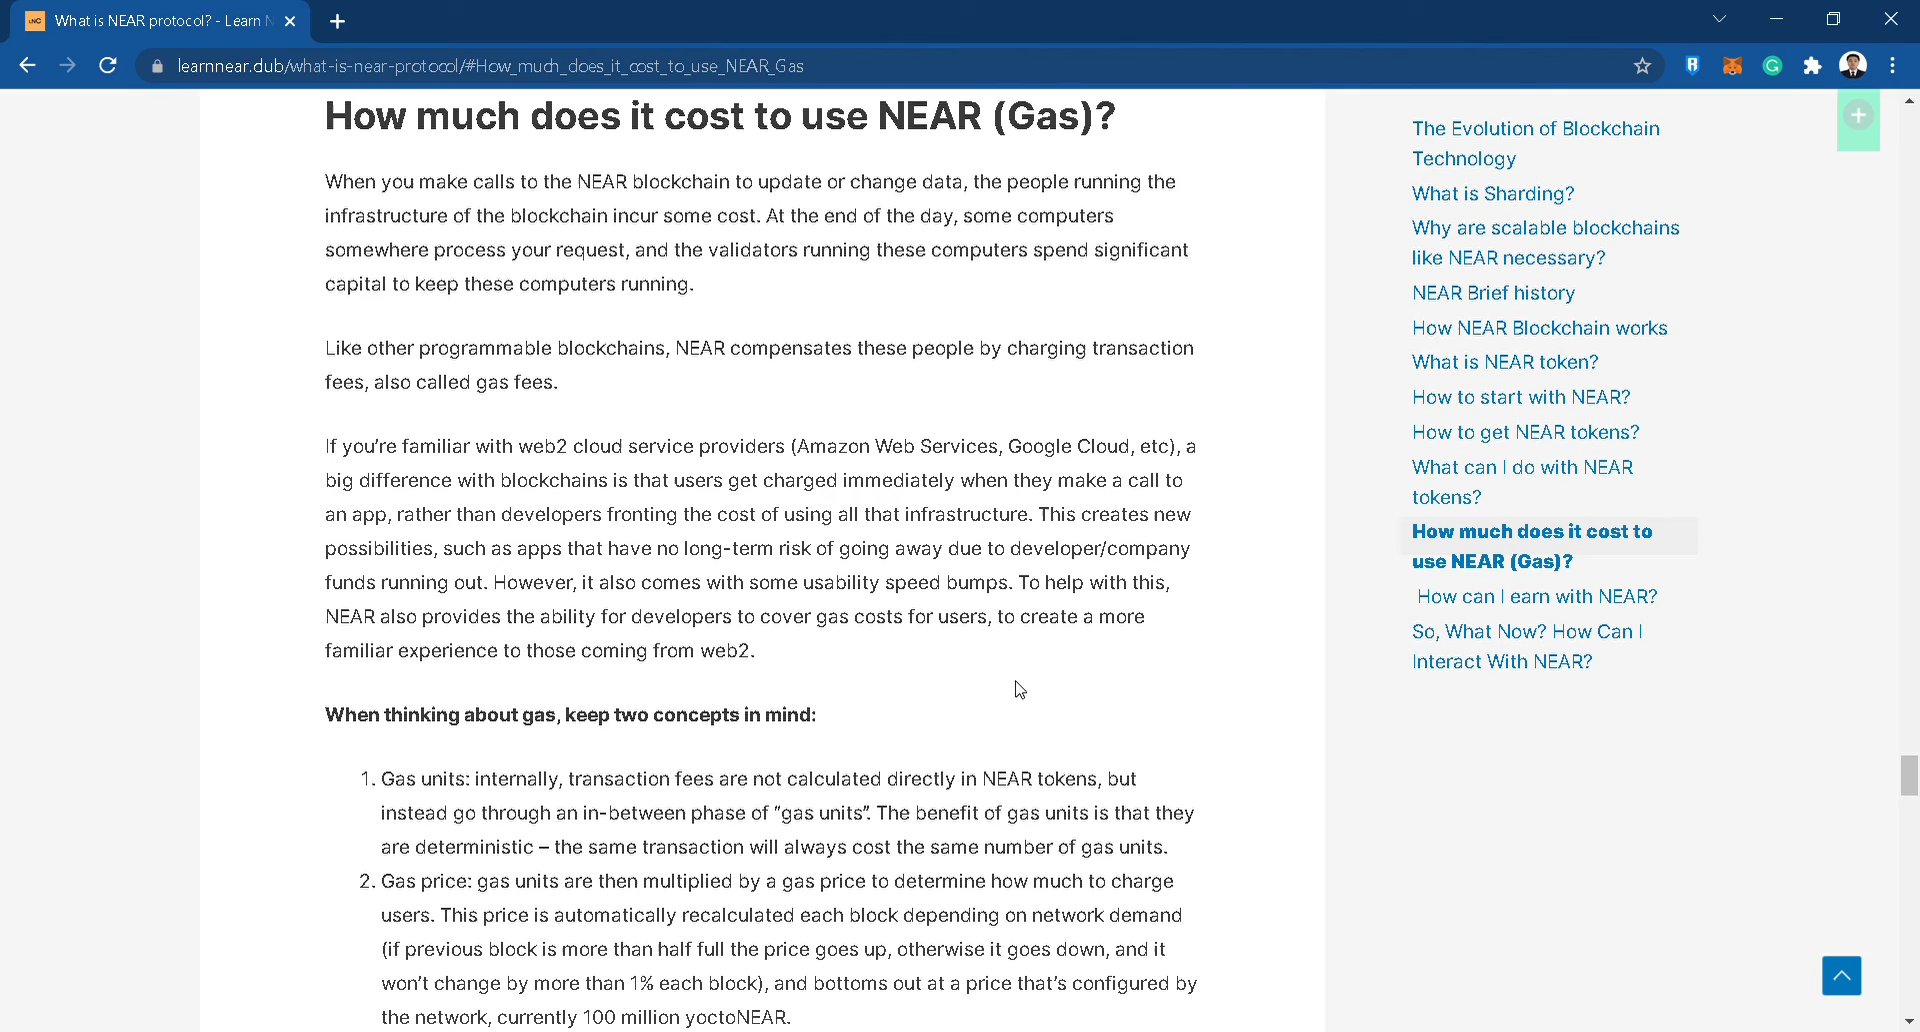 What is NEAR protocol? - Learn N
learnnear.club/what-is-near-protocol/#How_much_does_it_cost_to_use_NEAR_Gas
How much does it cost to use NEAR (Gas)?
When you make calls to the NEAR blockchain to update or change data, the people running the
infrastructure of the blockchain incur some cost. At the end of the day, some computers
somewhere process your request, and the validators running these computers spend significant
capital to keep these computers running.
Like other programmable blockchains, NEAR compensates these people by charging transaction
fees, also called gas fees.
If you’re familiar with web2 cloud service providers (Amazon Web Services, Google Cloud, etc), a
big difference with blockchains is that users get charged immediately when they make a call to
an app, rather than developers fronting the cost of using all that infrastructure. This creates new
possibilities, such as apps that have no long-term risk of going away due to developer/company
funds running out. However, it also comes with some usability speed bumps. To help with this,
NEAR also provides the ability for developers to cover gas costs for users, to create a more
familiar experience to those coming from web2.
When thinking about gas, keep two concepts in mind:
1. Gas units: internally, transaction fees are not calculated directly in NEAR tokens, but
instead go through an in-between phase of “gas units”. The benefit of gas units is that they
are deterministic – the same transaction will always cost the same number of gas units.
2. Gas price: gas units are then multiplied by a gas price to determine how much to charge
users. This price is automatically recalculated each block depending on network demand
(if previous block is more than half full the price goes up, otherwise it goes down, and it
won’t change by more than 1% each block), and bottoms out at a price that’s configured by
the network, currently 100 million yoctoNEAR.
The Evolution of Blockchain
Technology
What is Sharding?
Why are scalable blockchains
like NEAR necessary?
NEAR Brief history
How NEAR Blockchain works
What is NEAR token?
How to start with NEAR?
How to get NEAR tokens?
What can I do with NEAR
tokens?
How much does it cost to
use NEAR (Gas)?
How can I earn with NEAR?
So, What Now? How Can I
Interact With NEAR?